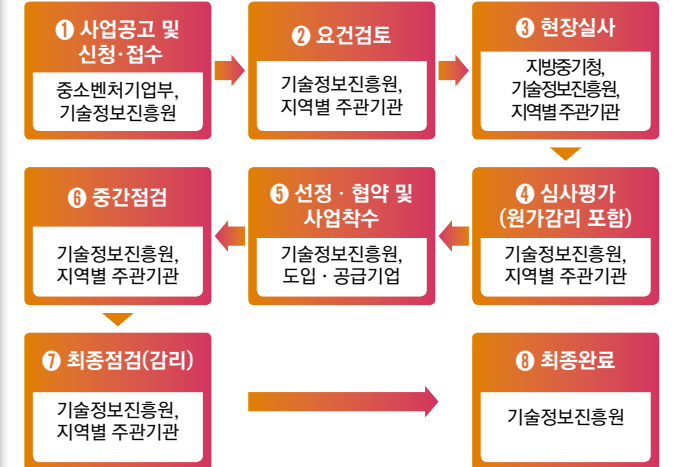 ❶ 사업공고 및
신청·접수
중소벤처기업부,
기술정보진흥원
❷ 요건검토
기술정보진흥원,
지역별 주관기관
❸ 현장실사
지방중기청,
기술정보진흥원,
지역별 주관기관
❹ 심사평가
(원가감리 포함)
기술정보진흥원,
지역별 주관기관
❺ 선정 · 협약 및
사업착수
기술정보진흥원,
도입 · 공급기업
❻ 중간점검
기술정보진흥원,
지역별 주관기관
❼ 최종점검(감리)
기술정보진흥원,
지역별 주관기관
❽ 최종완료
기술정보진흥원